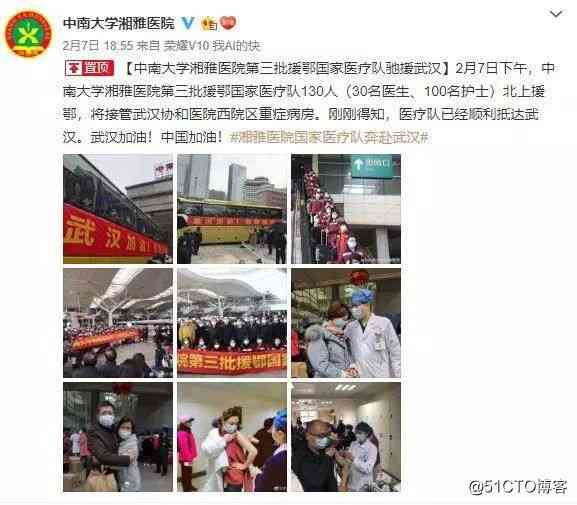 中南大学湘雅医院
2月7日 18:55 来自 荣耀V10 我AI的快
置顶 【中南大学湘雅医院第三批援鄂国家医疗队驰援武汉】2月7日下午，中
南大学湘雅医院第三批援鄂国家医疗队130人（30名医生、100名护士）北上援
鄂，将接管武汉协和医院西院区重症病房。刚刚得知，医疗队已经顺利抵达武
汉。武汉加油！中国加油！#湘雅医院国家医疗队奔赴武汉#
武汉加油！
院第三批援鄂国
@51CTO博客